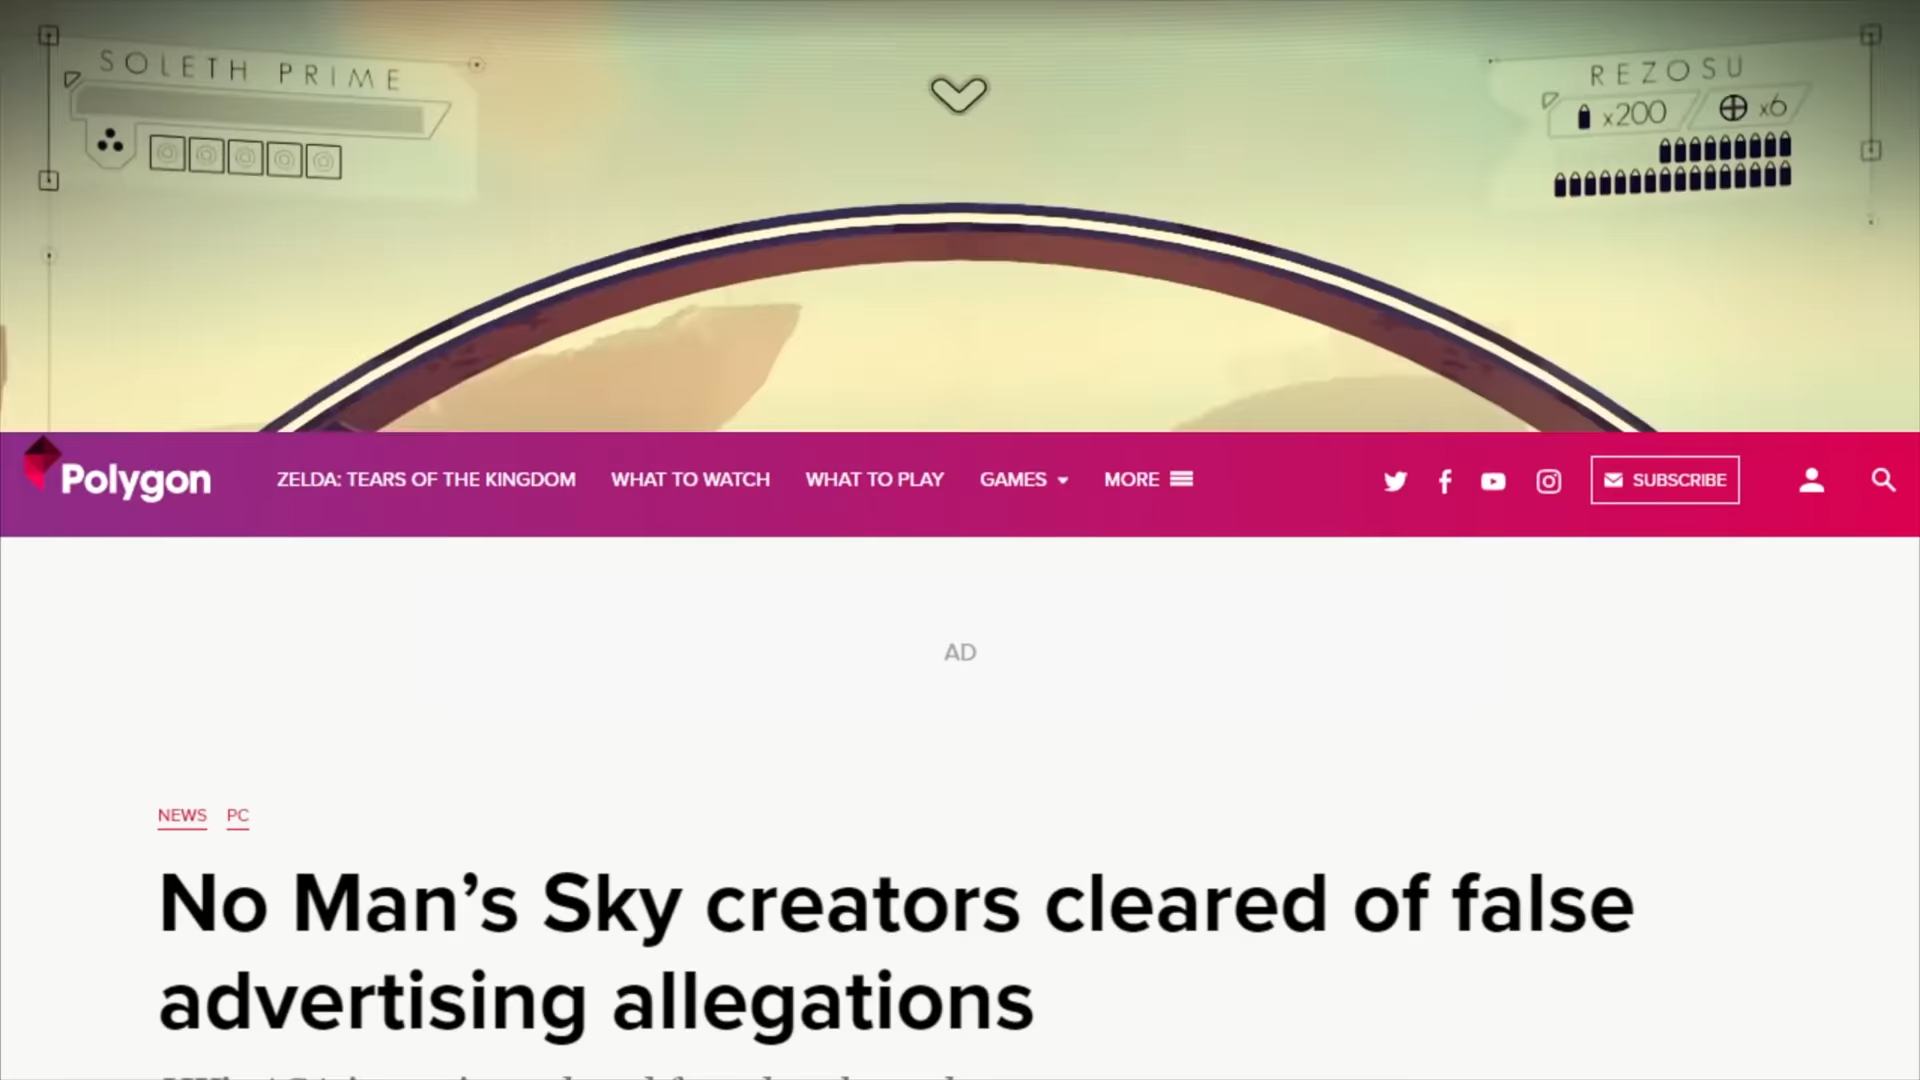 SOLETH PRIME
REZOSU
x200 x6
Polygon ZELDA: TEARS OF THE KINGDOM WHAT TO WATCH WHAT TO PLAY GAMES MORE SUBSCRIBE
AD
NEWS PC
No Man’s Sky creators cleared of false
advertising allegations